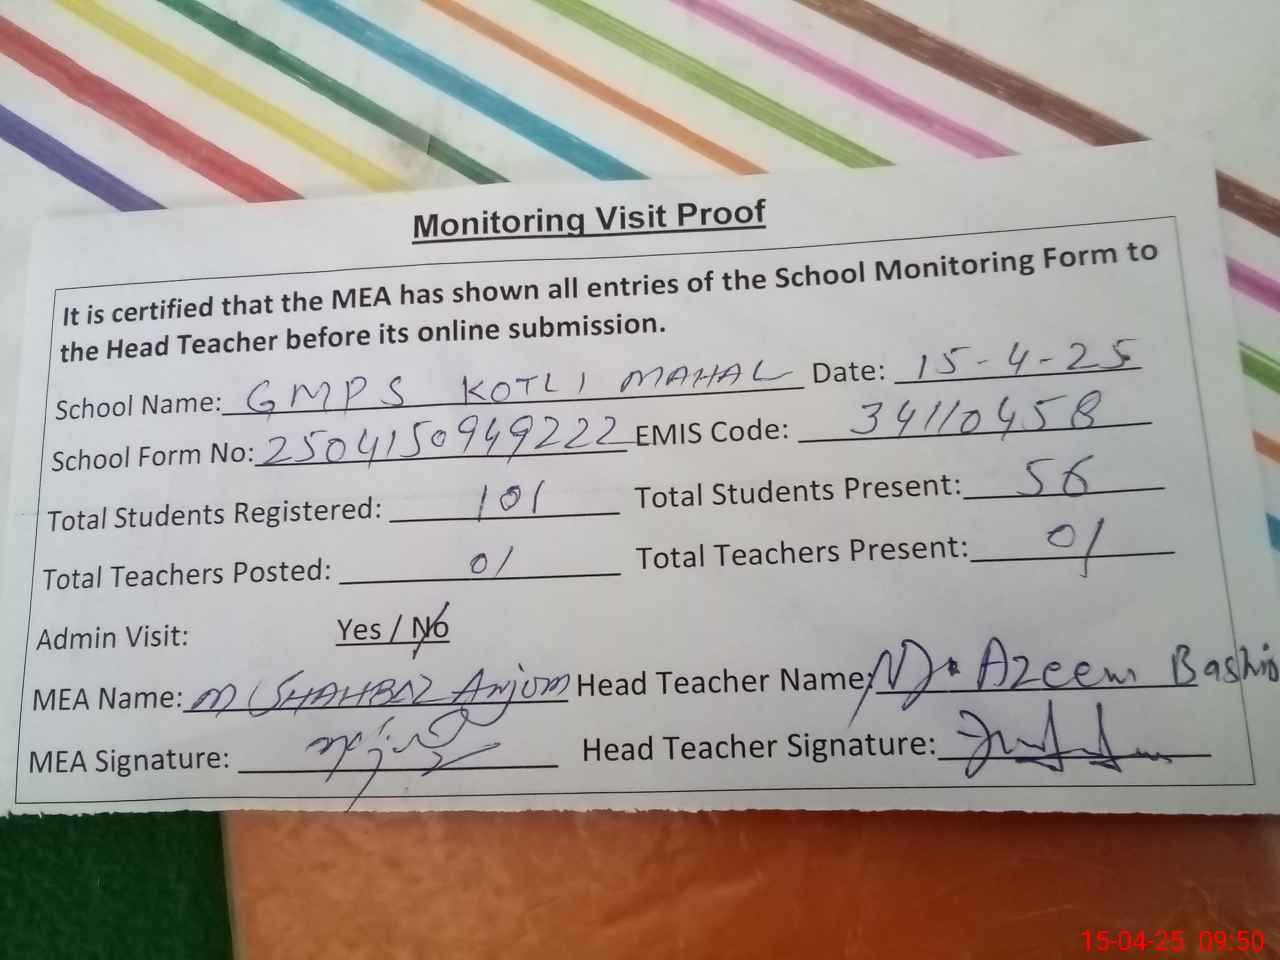 Monitoring Visit Proof
It is certified that the MEA has shown all entries of the School Monitoring Form to
the Head Teacher before its online submission.
School Name: GMPS KOTLI MAHAL Date: 15-4-25
School Form No: 2504150949222 EMIS Code: 34110458
Total Students Registered: 101 Total Students Present: 56
Total Teachers Posted: 01 Total Teachers Present: 01
Admin Visit: Yes / No
MEA Name: M SHAHBAZ Anjum Head Teacher Name: M. Azeem Bashir
MEA Signature: Head Teacher Signature:
15-04-25 09:50